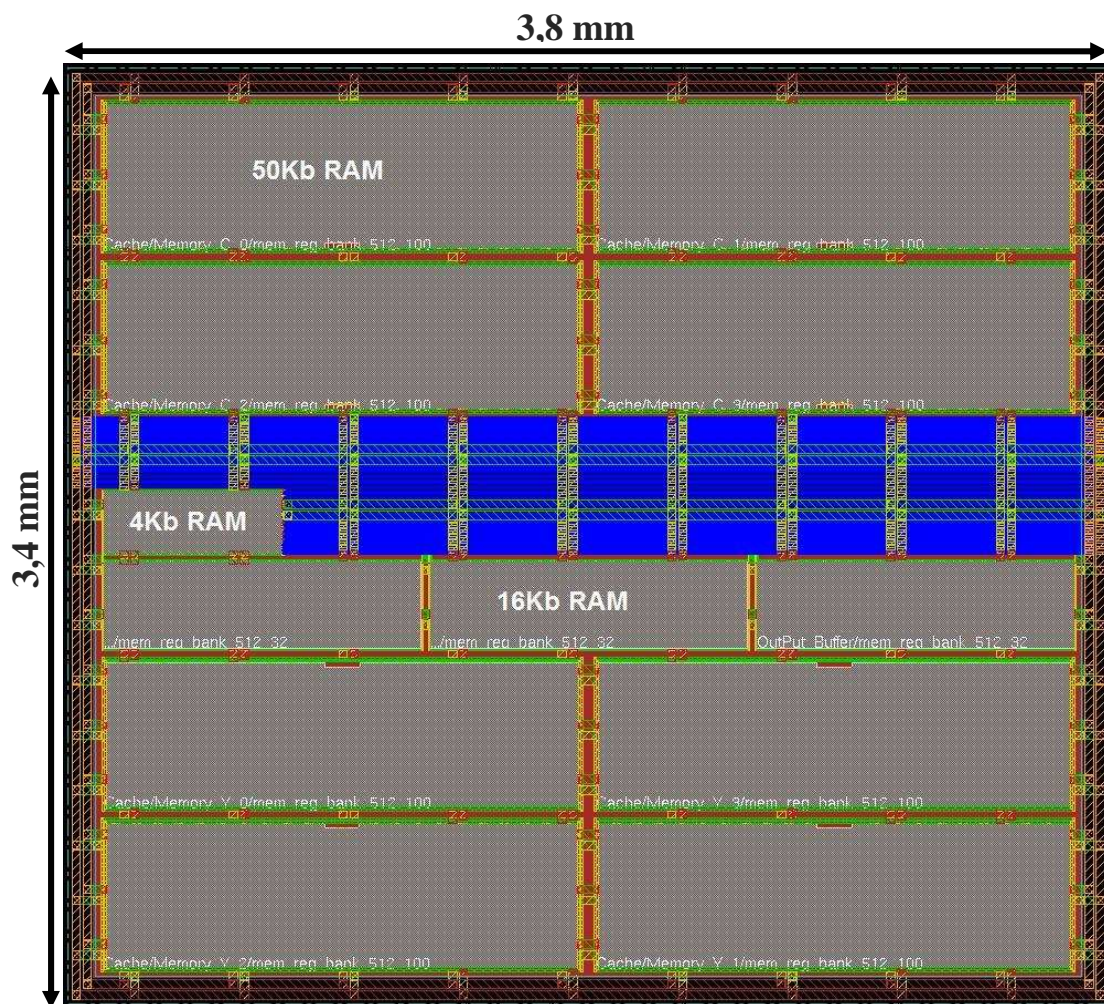 3,8 mm
3,4 mm
50Kb RAM
Cache/Memory_C_0/mem_reg_bank_512_100
Cache/Memory_C_1/mem_reg_bank_512_100
Cache/Memory_C_2/mem_reg_bank_512_100
Cache/Memory_C_3/mem_reg_bank_512_100
4Kb RAM
16Kb RAM
../mem_reg_bank_512_32
../mem_reg_bank_512_32
OutPut_Buffer/mem_reg_bank_512_32
Cache/Memory_Y_0/mem_reg_bank_512_100
Cache/Memory_Y_3/mem_reg_bank_512_100
Cache/Memory_Y_2/mem_reg_bank_512_100
Cache/Memory_Y_1/mem_reg_bank_512_100